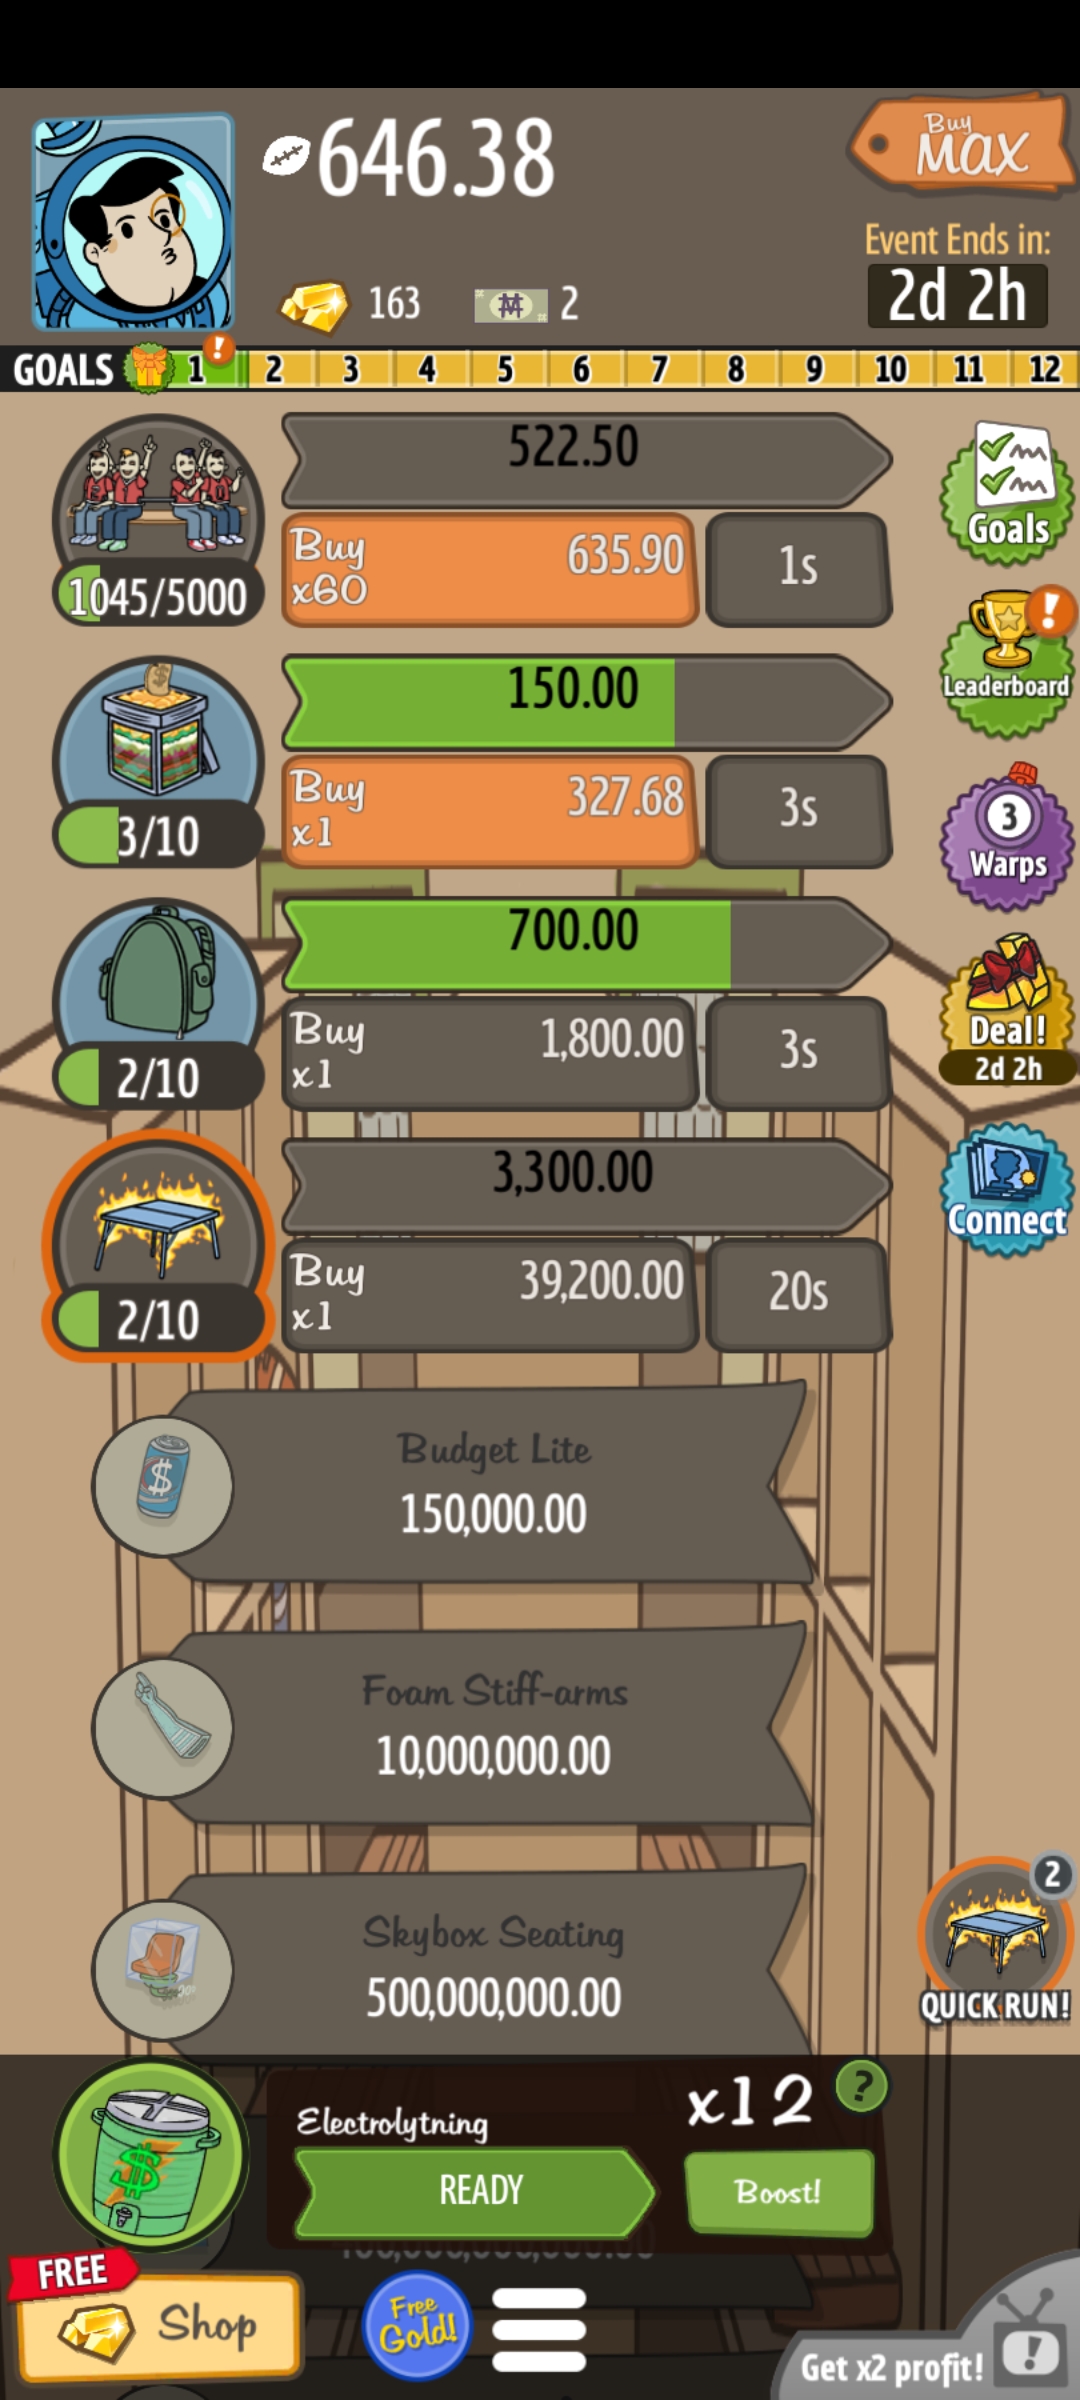 646.38
Buy
MAX
Event Ends in:
163
2
2d 2h
GOALS 1 ! 2 3 4 5 6 7 8 9 10 11 12
522.50
Buy
x60
635.90
1s
1045/5000
Goals
150.00
Buy
x1
327.68
3s
3/10
!
Leaderboard
700.00
Buy
x1
1,800.00
3s
2/10
3
Warps
Deal!
2d 2h
3,300.00
Buy
x1
39,200.00
20s
2/10
Connect
Budget Lite
150,000.00
Foam Stiff-arms
10,000,000.00
Skybox Seating
500,000,000.00
2
QUICK RUN!
Electrolytning
x12
?
READY
Boost!
FREE
Shop
Free
Gold!
Get x2 profit!
!